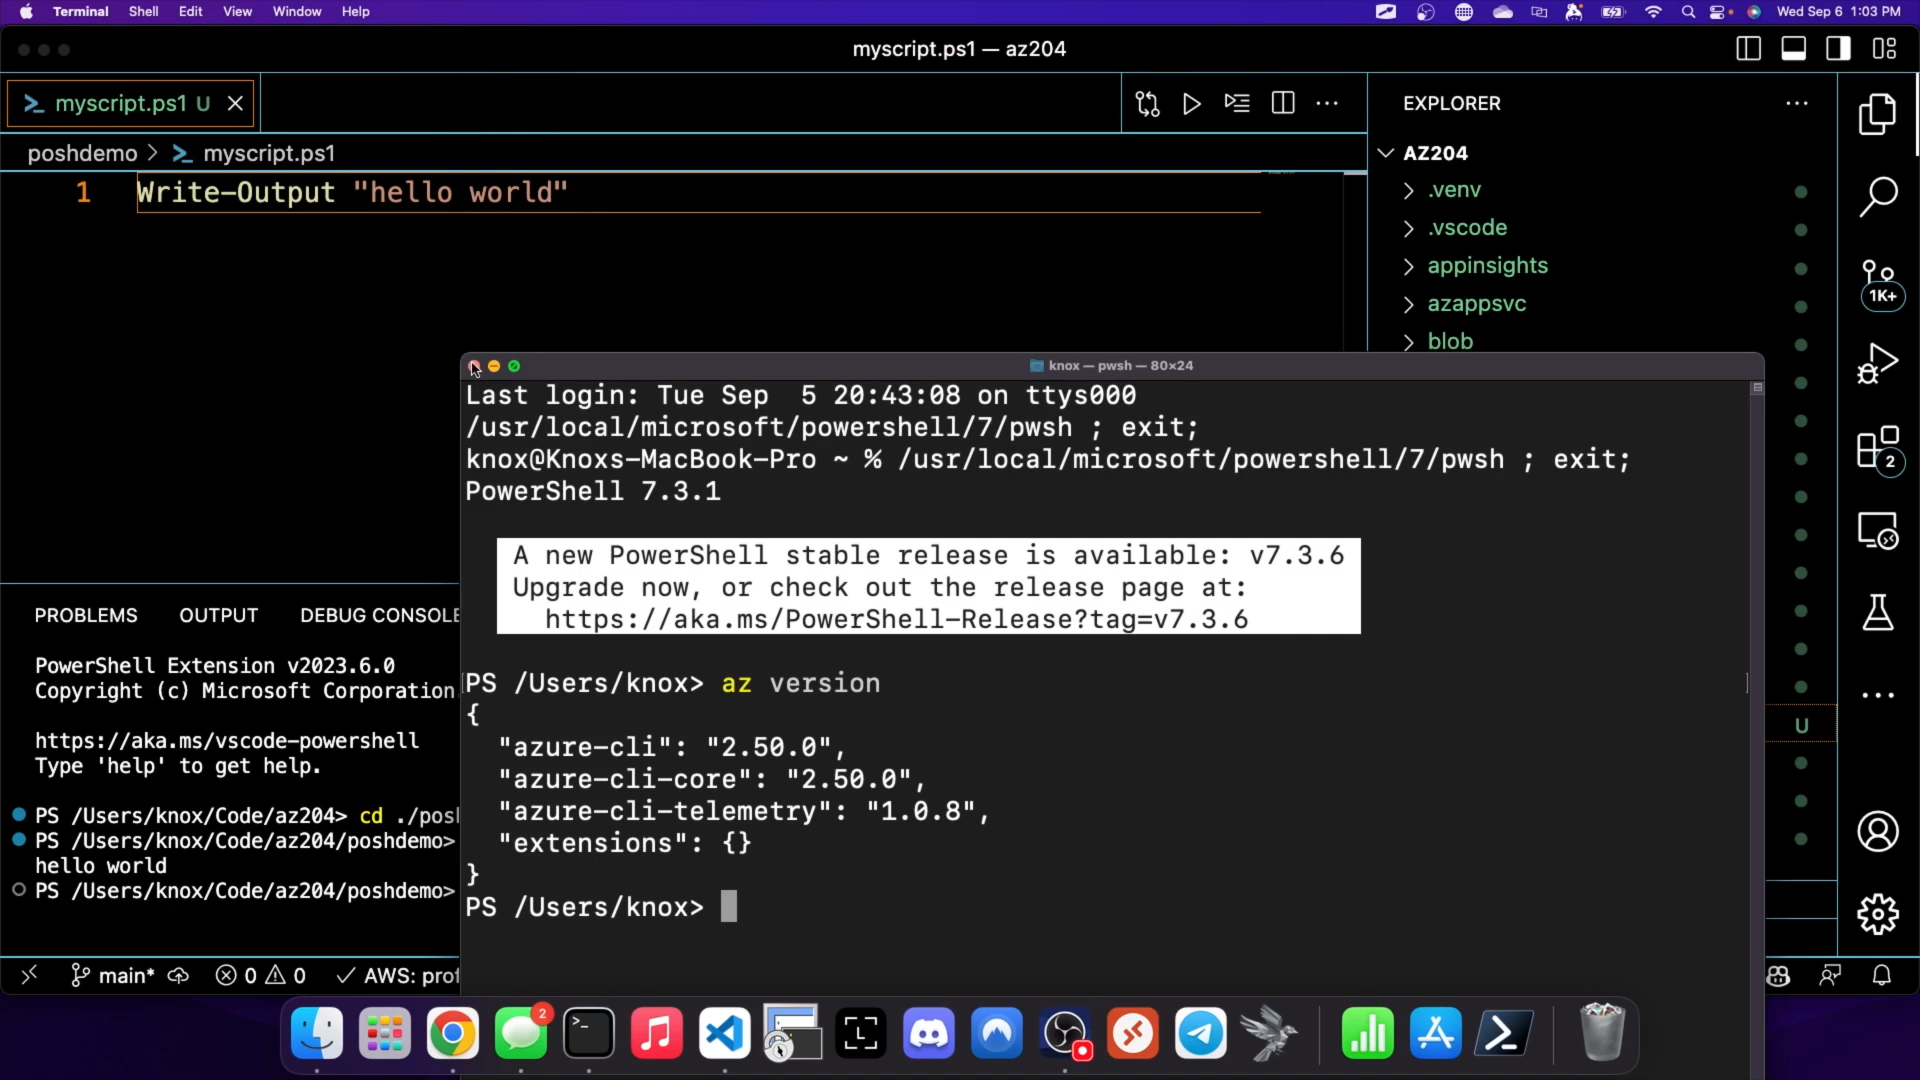 Terminal Shell Edit View Window Help
Wed Sep 6 1:03 PM
myscript.ps1 — az204
myscript.ps1 U
poshdemo > myscript.ps1
1 Write-Output "hello world"
EXPLORER
AZ204
.venv
.vscode
appinsights
azappsvc
blob
U
1K+
2
knox — pwsh — 80×24
Last login: Tue Sep  5 20:43:08 on ttys000
/usr/local/microsoft/powershell/7/pwsh ; exit;
knox@Knoxs-MacBook-Pro ~ % /usr/local/microsoft/powershell/7/pwsh ; exit;
PowerShell 7.3.1
A new PowerShell stable release is available: v7.3.6
Upgrade now, or check out the release page at:
https://aka.ms/PowerShell-Release?tag=v7.3.6
PS /Users/knox> az version
{
"azure-cli": "2.50.0",
"azure-cli-core": "2.50.0",
"azure-cli-telemetry": "1.0.8",
"extensions": {}
}
PS /Users/knox>
PROBLEMS OUTPUT DEBUG CONSOLE
PowerShell Extension v2023.6.0
Copyright (c) Microsoft Corporation.
https://aka.ms/vscode-powershell
Type 'help' to get help.
PS /Users/knox/Code/az204> cd ./posh
PS /Users/knox/Code/az204/poshdemo>
hello world
PS /Users/knox/Code/az204/poshdemo>
main* 0 0 AWS: prof
2